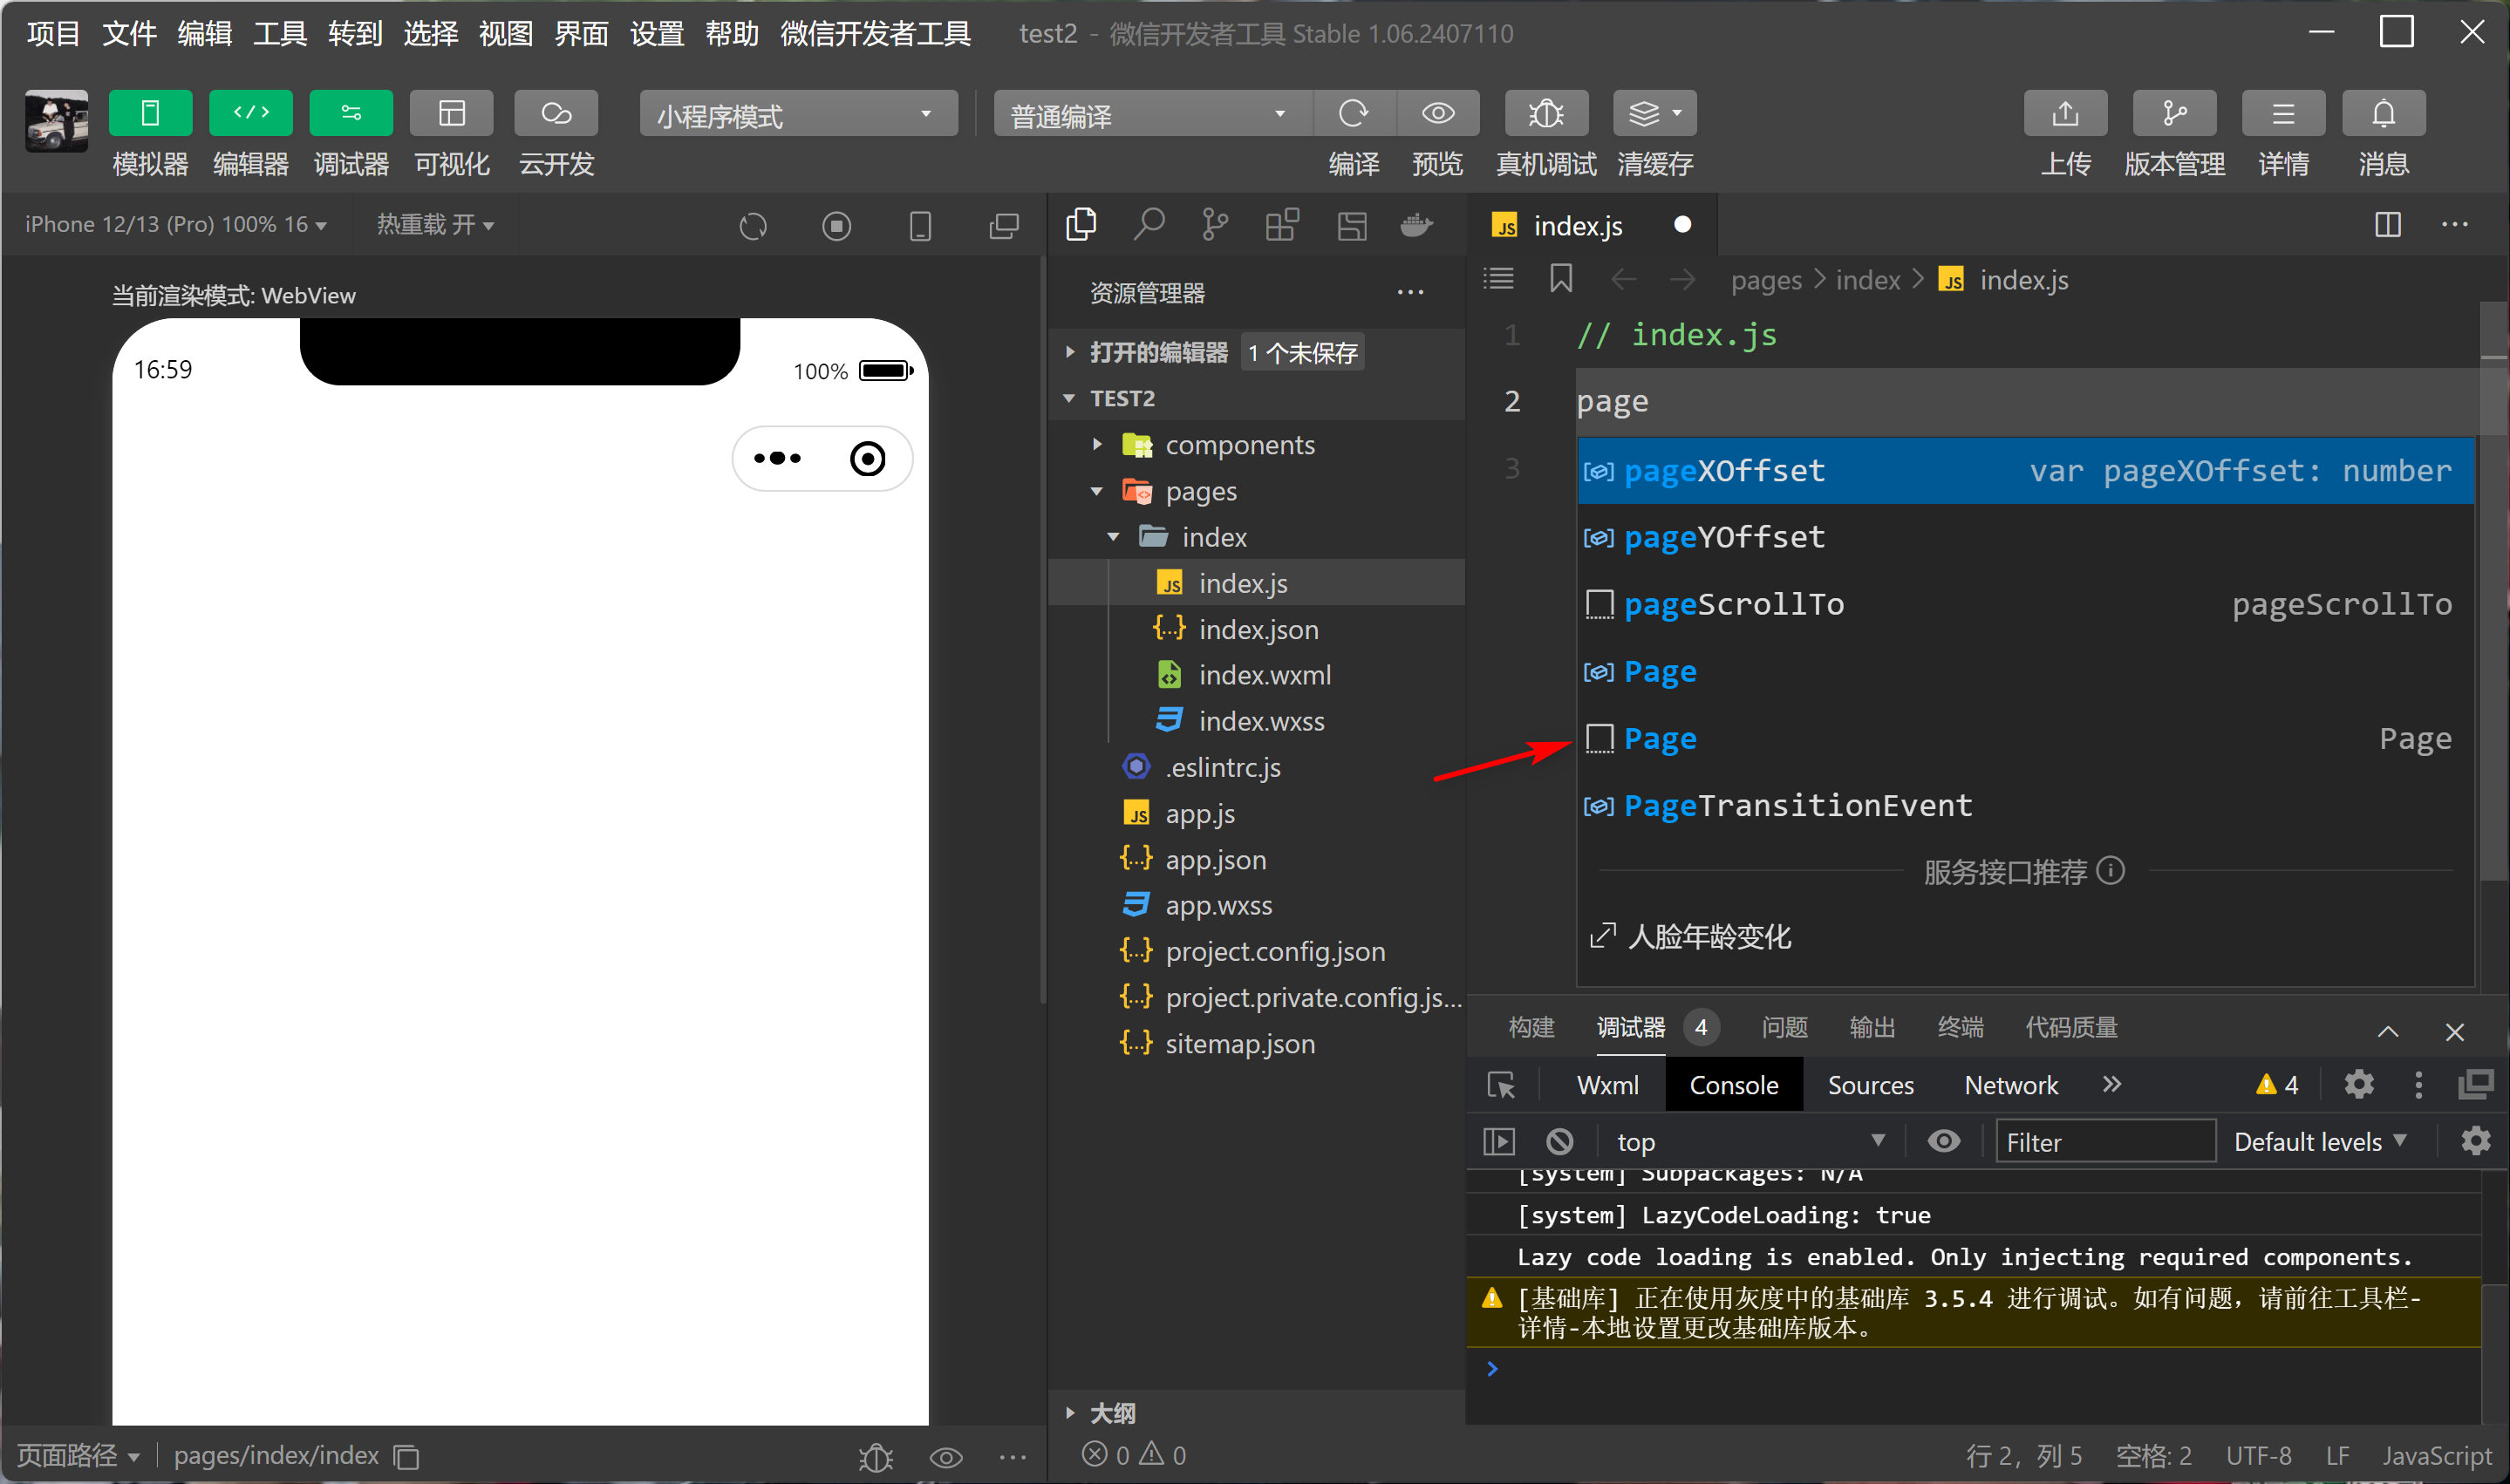 项目 文件 编辑 工具 转到 选择 视图 界面 设置 帮助 微信开发者工具 test2 - 微信开发者工具 Stable 1.06.2407110
小程序模式 普通编译
模拟器 编辑器 调试器 可视化 云开发 编译 预览 真机调试 清缓存 上传 版本管理 详情 消息
iPhone 12/13 (Pro) 100% 16 热重载 开
当前渲染模式: WebView
16:59 100%
资源管理器
打开的编辑器 1 个未保存
TEST2
components
pages
index
index.js
index.json
index.wxml
index.wxss
.eslintrc.js
app.js
app.json
app.wxss
project.config.json
project.private.config.js...
sitemap.json
大纲
index.js
pages > index > index.js
1 // index.js
2 page
3
pageXOffset var pageXOffset: number
pageYOffset
pageScrollTo pageScrollTo
Page
Page Page
PageTransitionEvent
服务接口推荐
人脸年龄变化
构建 调试器 4 问题 输出 终端 代码质量
Wxml Console Sources Network 4
top Filter Default levels
[system] Subpackages: N/A
[system] LazyCodeLoading: true
Lazy code loading is enabled. Only injecting required components.
[基础库] 正在使用灰度中的基础库 3.5.4 进行调试。如有问题，请前往工具栏-
详情-本地设置更改基础库版本。
页面路径 pages/index/index 0 0 行 2，列 5 空格: 2 UTF-8 LF JavaScript